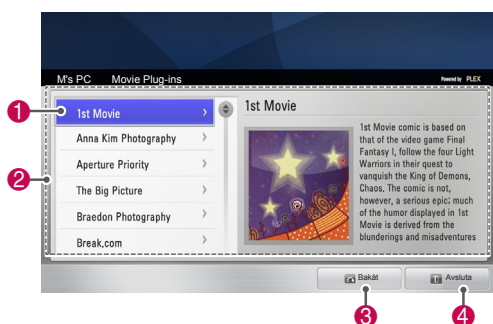 M's PC Movie Plug-ins
Powered by PLEX
1
1st Movie
Anna Kim Photography
2
Aperture Priority
The Big Picture
Braedon Photography
Break.com
1st Movie
1st Movie comic is based on
that of the video game Final
Fantasy I, follow the four Light
Warriors in their quest to
vanquish the King of Demons,
Chaos. The comic is not,
however, a serious epic; much
of the humor displayed in 1st
Movie is derived from the
blunderings and misadventures
Bakåt
Avsluta
3
4